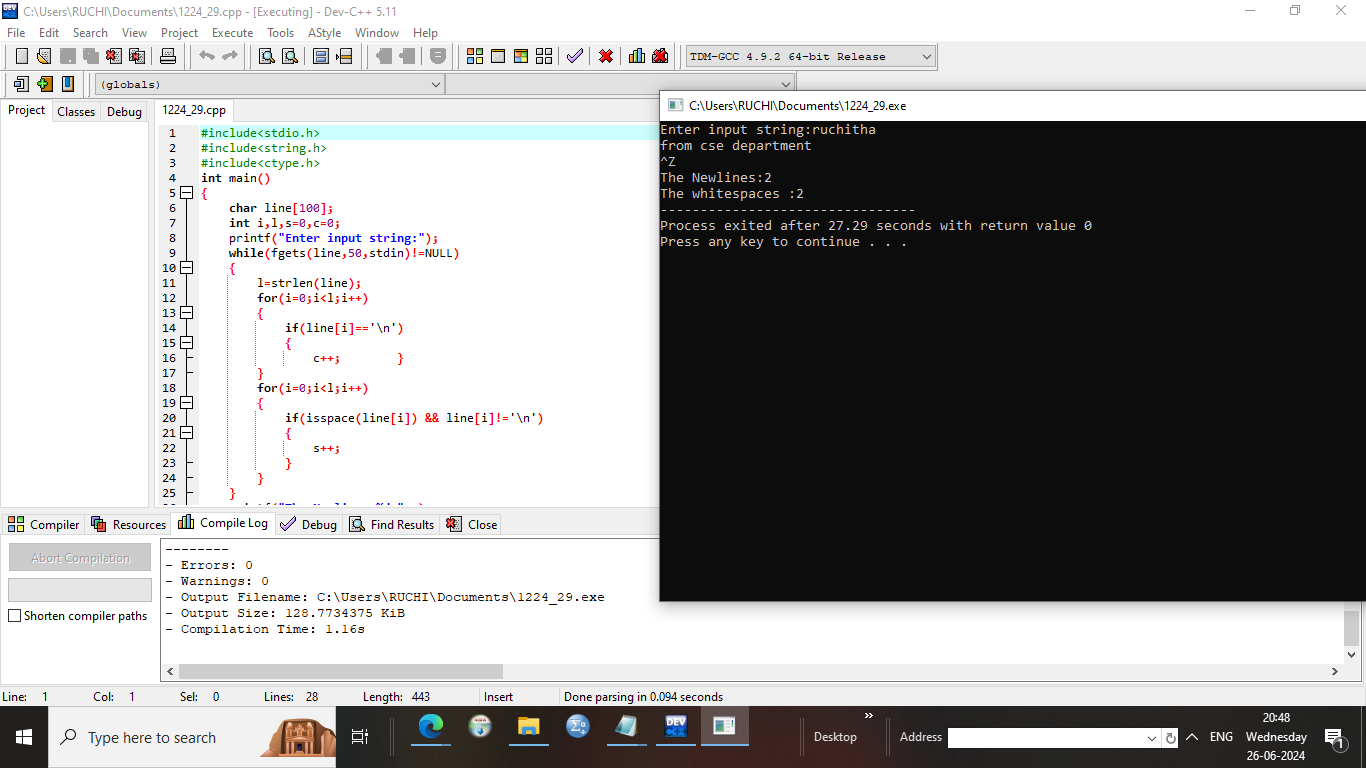 C:\Users\RUCHI\Documents\1224_29.cpp - [Executing] - Dev-C++ 5.11
File Edit Search View Project Execute Tools AStyle Window Help
TDM-GCC 4.9.2 64-bit Release
(globals)
Project Classes Debug
1224_29.cpp
1 #include<stdio.h>
2 #include<string.h>
3 #include<ctype.h>
4 int main()
5 {
6 char line[100];
7 int i,l,s=0,c=0;
8 printf("Enter input string:");
9 while(fgets(line,50,stdin)!=NULL)
10 {
11 l=strlen(line);
12 for(i=0;i<l;i++)
13 {
14 if(line[i]=='\n')
15 {
16 c++; }
17 }
18 for(i=0;i<l;i++)
19 {
20 if(isspace(line[i]) && line[i]!='\n')
21 {
22 s++;
23 }
24 }
25 }
C:\Users\RUCHI\Documents\1224_29.exe
Enter input string:ruchitha
from cse department
^Z
The Newlines:2
The whitespaces :2
--------------------------------
Process exited after 27.29 seconds with return value 0
Press any key to continue . . .
Compiler Resources Compile Log Debug Find Results Close
Abort Compilation
Shorten compiler paths
--------
- Errors: 0
- Warnings: 0
- Output Filename: C:\Users\RUCHI\Documents\1224_29.exe
- Output Size: 128.7734375 KiB
- Compilation Time: 1.16s
Line: 1 Col: 1 Sel: 0 Lines: 28 Length: 443 Insert Done parsing in 0.094 seconds
Type here to search
DEV
Desktop
Address
ENG
20:48
Wednesday
26-06-2024
1